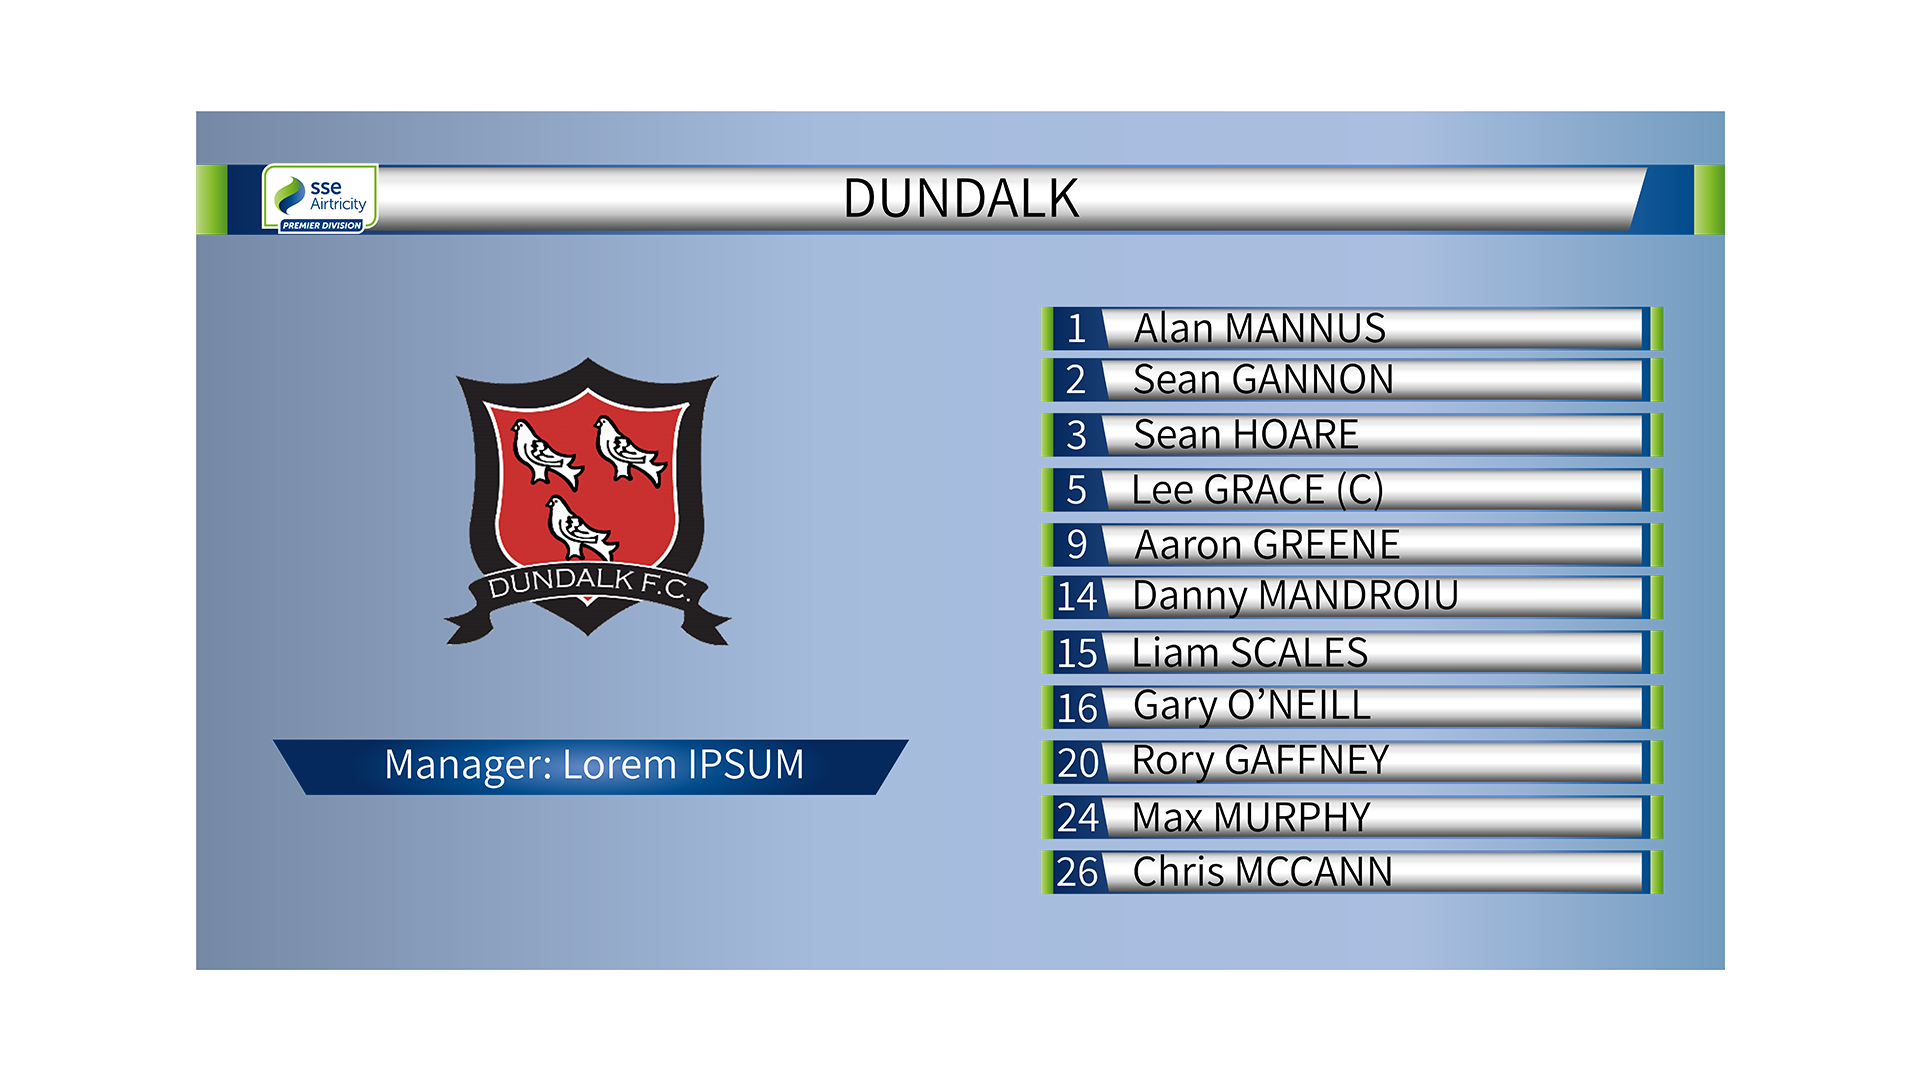 sse
Airtricity
PREMIER DIVISION
DUNDALK
DUNDALK F.C.
Manager: Lorem IPSUM
1 Alan MANNUS
2 Sean GANNON
3 Sean HOARE
5 Lee GRACE (C)
9 Aaron GREENE
14 Danny MANDROIU
15 Liam SCALES
16 Gary O’NEILL
20 Rory GAFFNEY
24 Max MURPHY
26 Chris MCCANN